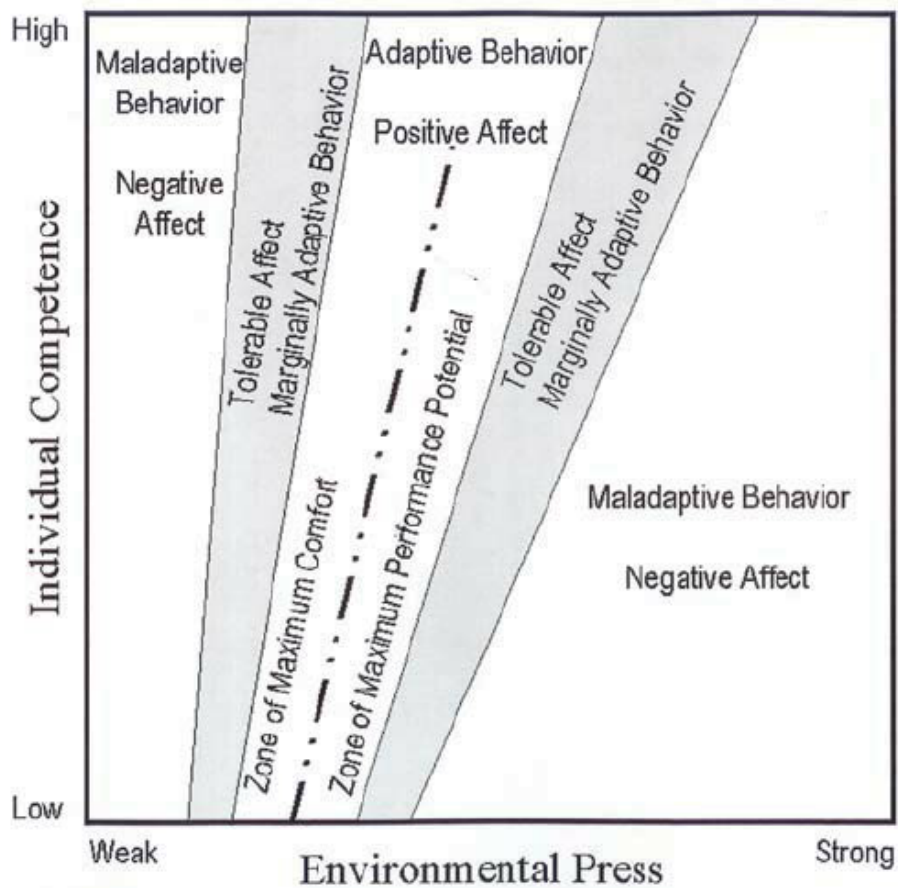 High
Maladaptive
Behavior
Negative
Affect
Tolerable Affect
Marginally Adaptive Behavior
Adaptive Behavior
Positive Affect
Zone of Maximum Comfort
Zone of Maximum Performance Potential
Tolerable Affect
Marginally Adaptive Behavior
Maladaptive Behavior
Negative Affect
Individual Competence
Low
Weak
Environmental Press
Strong